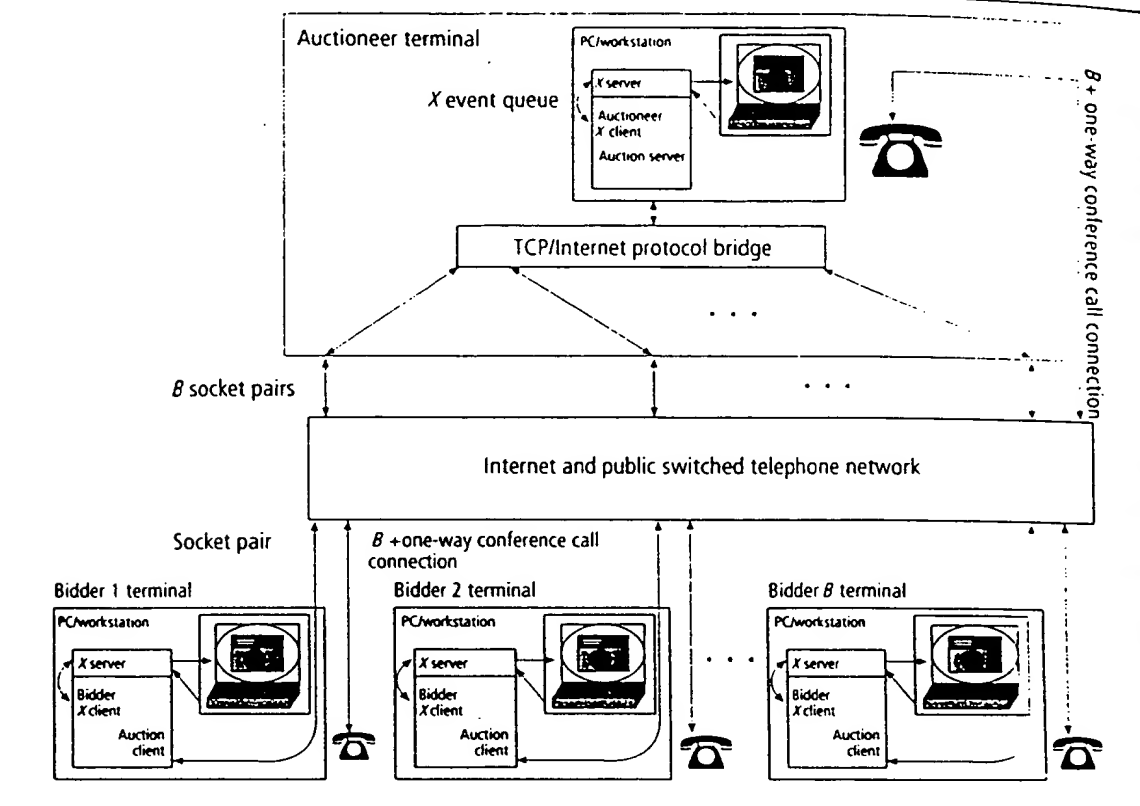 Auctioneer terminal
PC/workstation
X server
X event queue
Auctioneer
X client
Auction server
B + one-way conference call connection
TCP/Internet protocol bridge
. . .
B socket pairs
. . .
Internet and public switched telephone network
Socket pair
B +one-way conference call
connection
Bidder 1 terminal
PC/workstation
X server
Bidder
X client
Auction
client
Bidder 2 terminal
PC/workstation
X server
Bidder
X client
Auction
client
. . .
Bidder B terminal
PC/workstation
X server
Bidder
X client
Auction
client